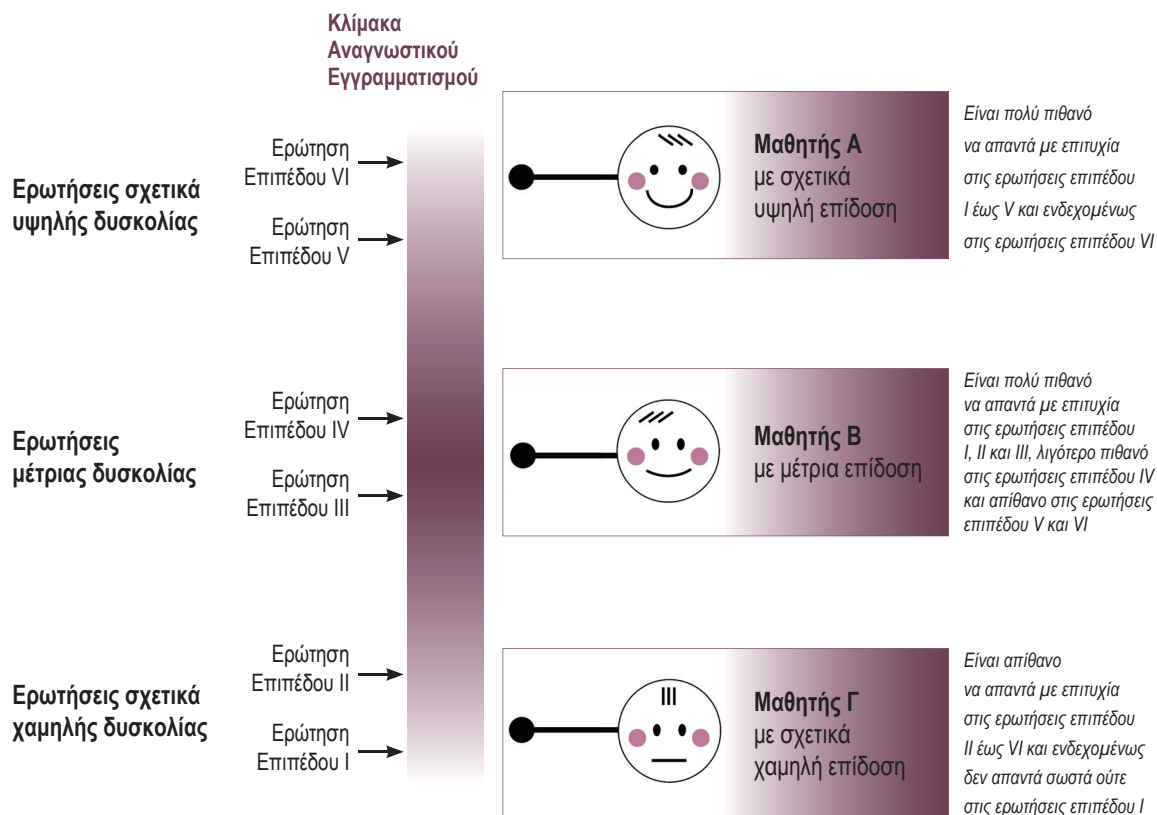 Κλίμακα
Αναγνωστικού
Εγγραμματισμού
Ερωτήσεις σχετικά
υψηλής δυσκολίας
Ερώτηση
Επιπέδου VI
Ερώτηση
Επιπέδου V
Μαθητής Α
με σχετικά
υψηλή επίδοση
Είναι πολύ πιθανό
να απαντά με επιτυχία
στις ερωτήσεις επιπέδου
I έως V και ενδεχομένως
στις ερωτήσεις επιπέδου VI
Ερωτήσεις
μέτριας δυσκολίας
Ερώτηση
Επιπέδου IV
Ερώτηση
Επιπέδου III
Μαθητής Β
με μέτρια επίδοση
Είναι πολύ πιθανό
να απαντά με επιτυχία
στις ερωτήσεις επιπέδου
I, II και III, λιγότερο πιθανό
στις ερωτήσεις επιπέδου IV
και απίθανο στις ερωτήσεις
επιπέδου V και VI
Ερωτήσεις σχετικά
χαμηλής δυσκολίας
Ερώτηση
Επιπέδου II
Ερώτηση
Επιπέδου I
Μαθητής Γ
με σχετικά
χαμηλή επίδοση
Είναι απίθανο
να απαντά με επιτυχία
στις ερωτήσεις επιπέδου
II έως VI και ενδεχομένως
δεν απαντά σωστά ούτε
στις ερωτήσεις επιπέδου I